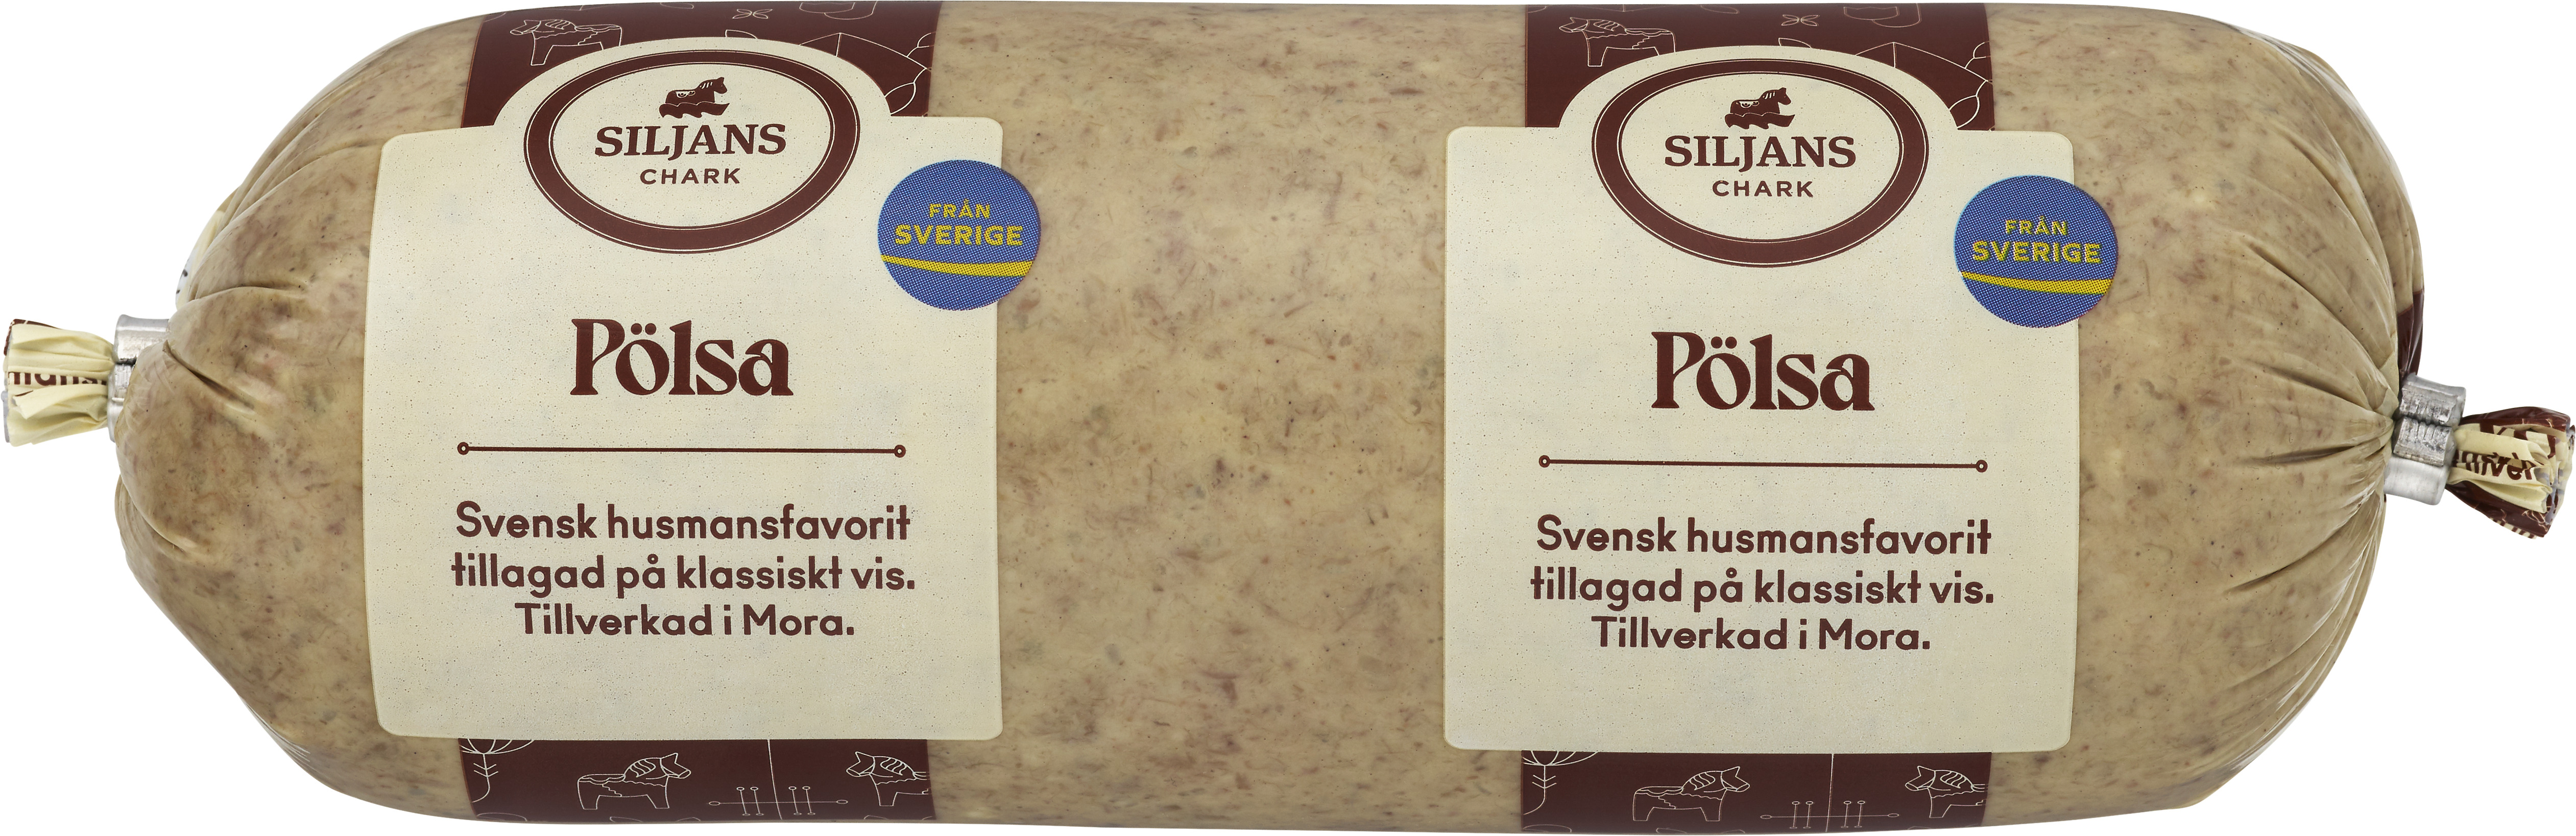 SILJANS
CHARK
FRÅN
SVERIGE
Pölsa
Svensk husmansfavorit
tillagad på klassiskt vis.
Tillverkad i Mora.
SILJANS
CHARK
FRÅN
SVERIGE
Pölsa
Svensk husmansfavorit
tillagad på klassiskt vis.
Tillverkad i Mora.